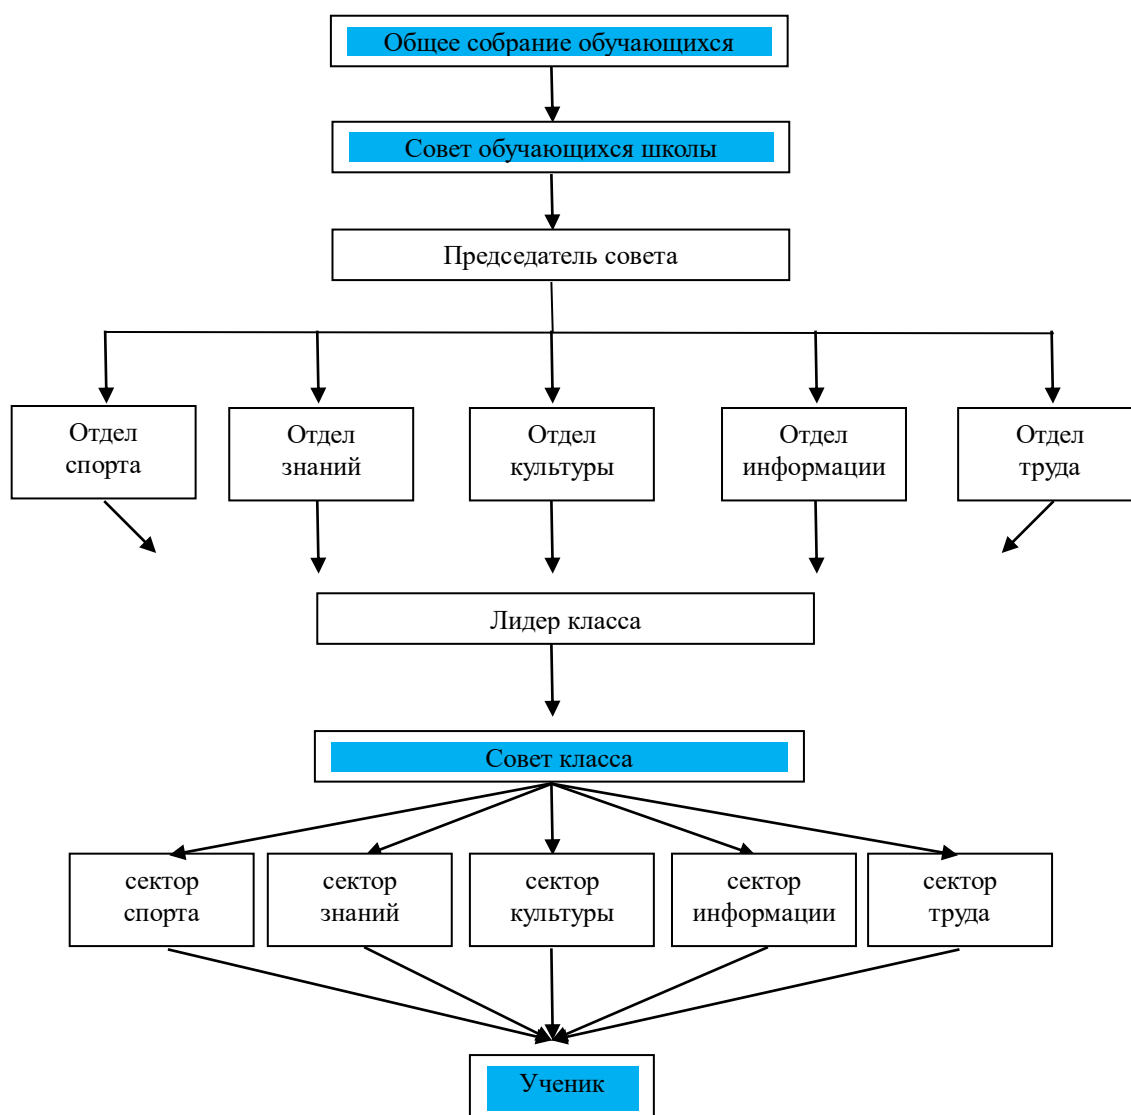 Общее собрание обучающихся
Совет обучающихся школы
Председатель совета
Отдел
спорта
Отдел
знаний
Отдел
культуры
Отдел
информации
Отдел
труда
Лидер класса
Совет класса
сектор
спорта
сектор
знаний
сектор
культуры
сектор
информации
сектор
труда
Ученик